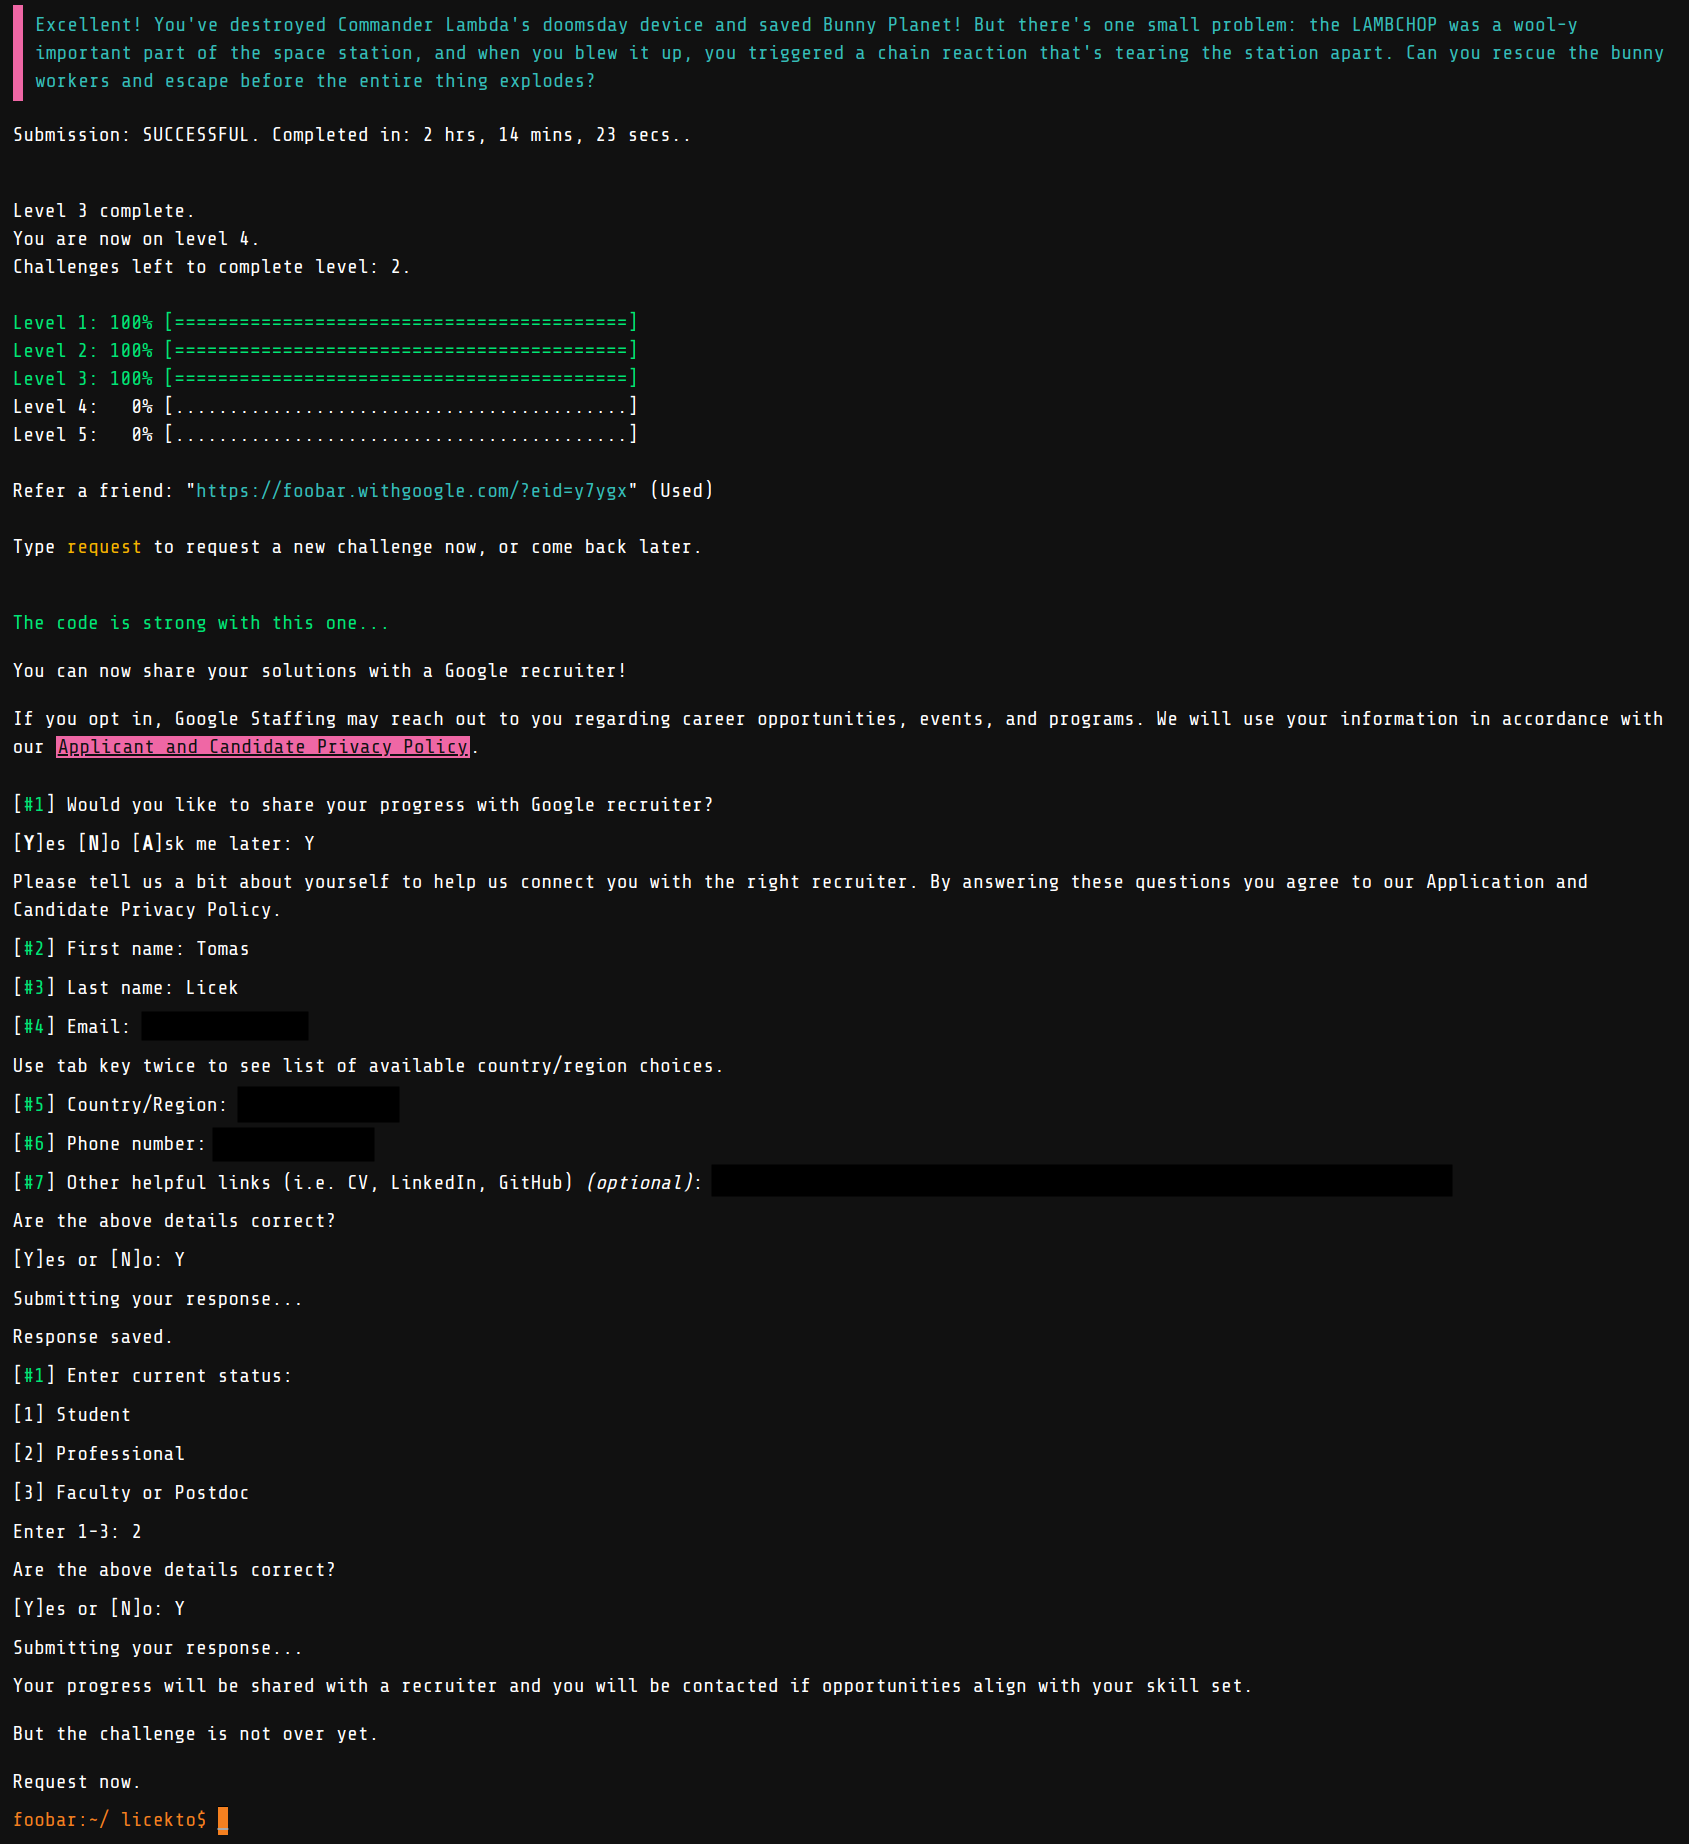 Excellent! You've destroyed Commander Lambda's doomsday device and saved Bunny Planet! But there's one small problem: the LAMBCHOP was a wool-y
important part of the space station, and when you blew it up, you triggered a chain reaction that's tearing the station apart. Can you rescue the bunny
workers and escape before the entire thing explodes?
Submission: SUCCESSFUL. Completed in: 2 hrs, 14 mins, 23 secs..
Level 3 complete.
You are now on level 4.
Challenges left to complete level: 2.
Level 1: 100% [==========================================]
Level 2: 100% [==========================================]
Level 3: 100% [==========================================]
Level 4:   0% [..........................................]
Level 5:   0% [..........................................]
Refer a friend: "https://foobar.withgoogle.com/?eid=y7ygx" (Used)
Type request to request a new challenge now, or come back later.
The code is strong with this one...
You can now share your solutions with a Google recruiter!
If you opt in, Google Staffing may reach out to you regarding career opportunities, events, and programs. We will use your information in accordance with
our Applicant and Candidate Privacy Policy.
[#1] Would you like to share your progress with Google recruiter?
[Y]es [N]o [A]sk me later: Y
Please tell us a bit about yourself to help us connect you with the right recruiter. By answering these questions you agree to our Application and
Candidate Privacy Policy.
[#2] First name: Tomas
[#3] Last name: Licek
[#4] Email:
Use tab key twice to see list of available country/region choices.
[#5] Country/Region:
[#6] Phone number:
[#7] Other helpful links (i.e. CV, LinkedIn, GitHub) (optional):
Are the above details correct?
[Y]es or [N]o: Y
Submitting your response...
Response saved.
[#1] Enter current status:
[1] Student
[2] Professional
[3] Faculty or Postdoc
Enter 1-3: 2
Are the above details correct?
[Y]es or [N]o: Y
Submitting your response...
Your progress will be shared with a recruiter and you will be contacted if opportunities align with your skill set.
But the challenge is not over yet.
Request now.
foobar:~/ licekto$